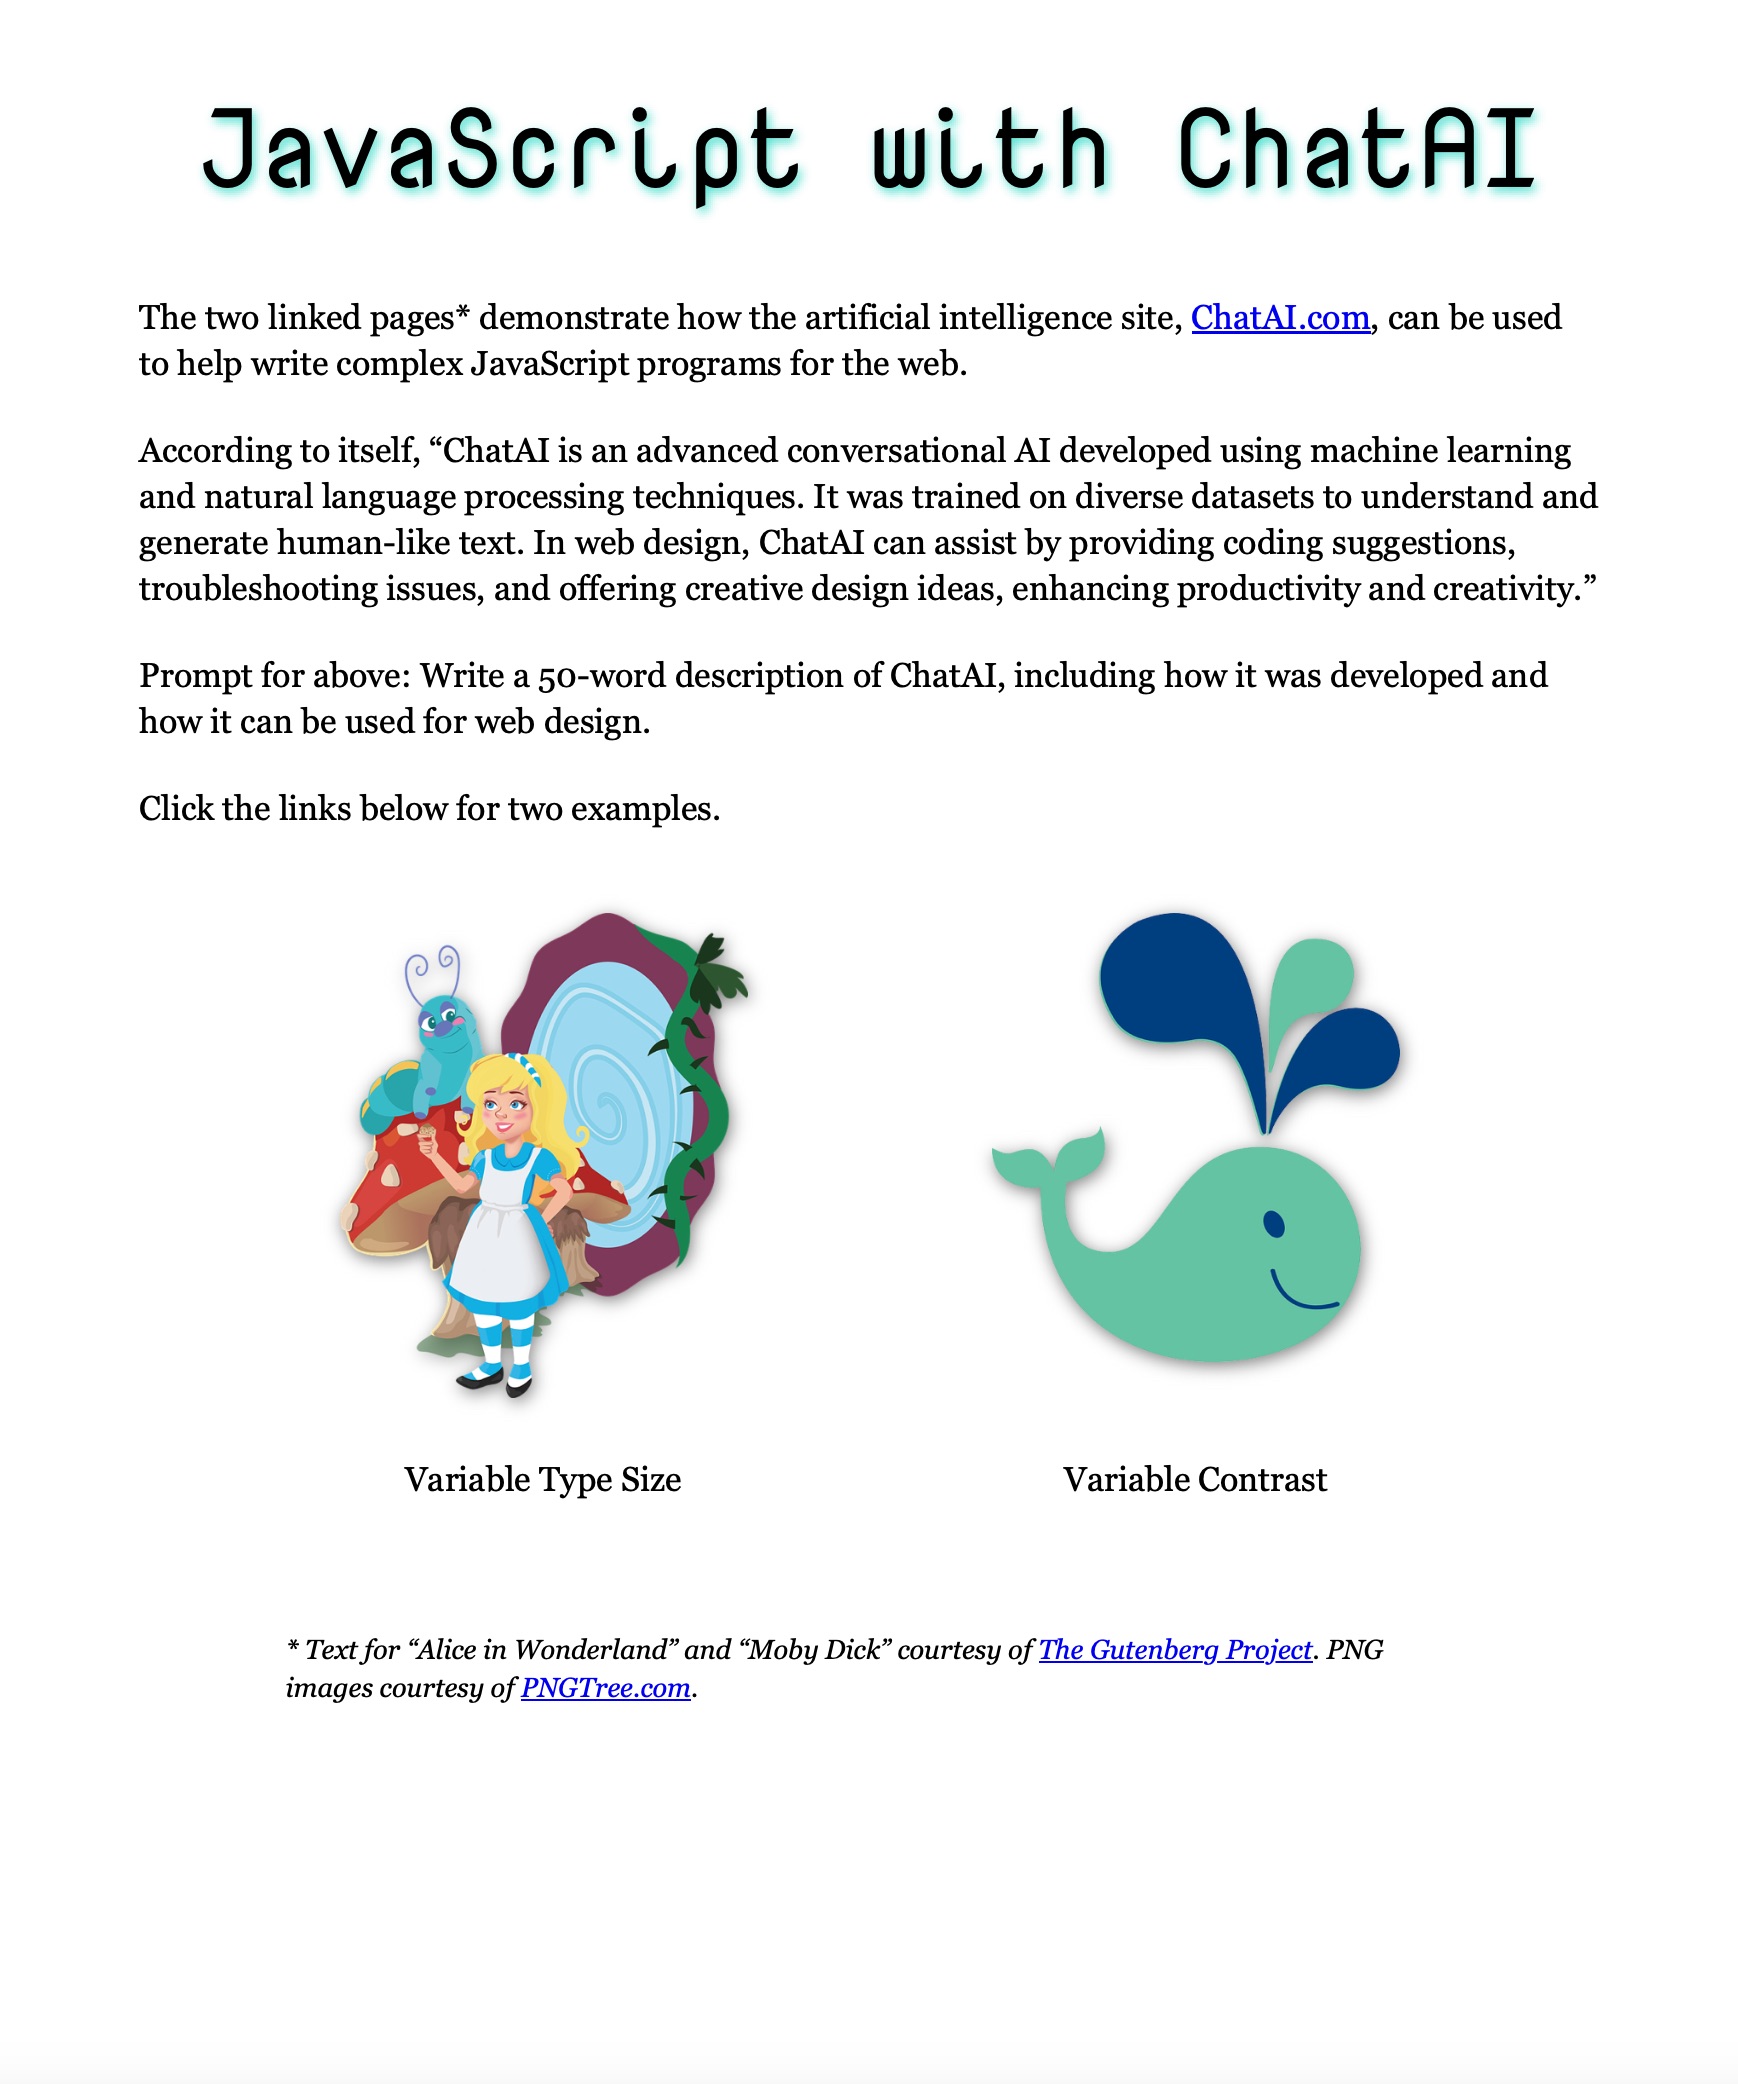 JavaScript with ChatAI
The two linked pages* demonstrate how the artificial intelligence site, ChatAI.com, can be used
to help write complex JavaScript programs for the web.
According to itself, “ChatAI is an advanced conversational AI developed using machine learning
and natural language processing techniques. It was trained on diverse datasets to understand and
generate human-like text. In web design, ChatAI can assist by providing coding suggestions,
troubleshooting issues, and offering creative design ideas, enhancing productivity and creativity.”
Prompt for above: Write a 50-word description of ChatAI, including how it was developed and
how it can be used for web design.
Click the links below for two examples.
Variable Type Size
Variable Contrast
* Text for “Alice in Wonderland” and “Moby Dick” courtesy of The Gutenberg Project. PNG
images courtesy of PNGTree.com.